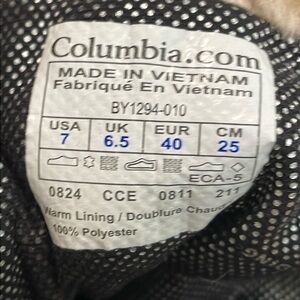 Columbia.com
MADE IN VIETNAM
Fabriqué En Vietnam
BY1294-010
USA UK EUR CM
7 6.5 40 25
ECA-5
0824 CCE 0811 211
Warm Lining / Doublure Chaude
100% Polyester